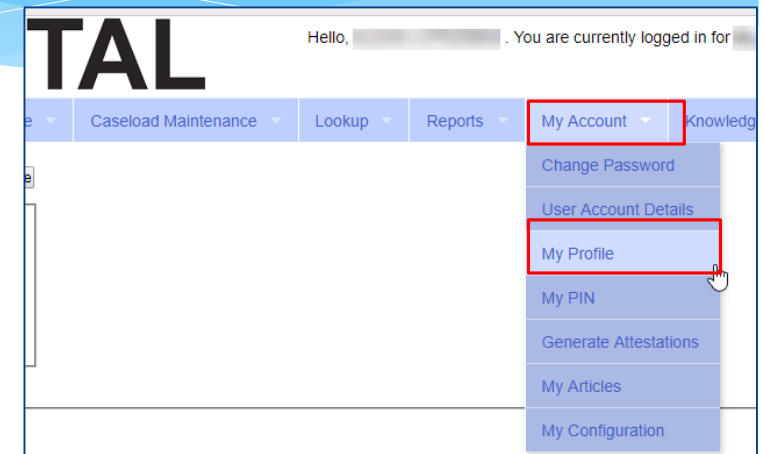 TAL
Hello, . You are currently logged in for
e Caseload Maintenance Lookup Reports My Account Knowledg
e
Change Password
User Account Details
My Profile
My PIN
Generate Attestations
My Articles
My Configuration